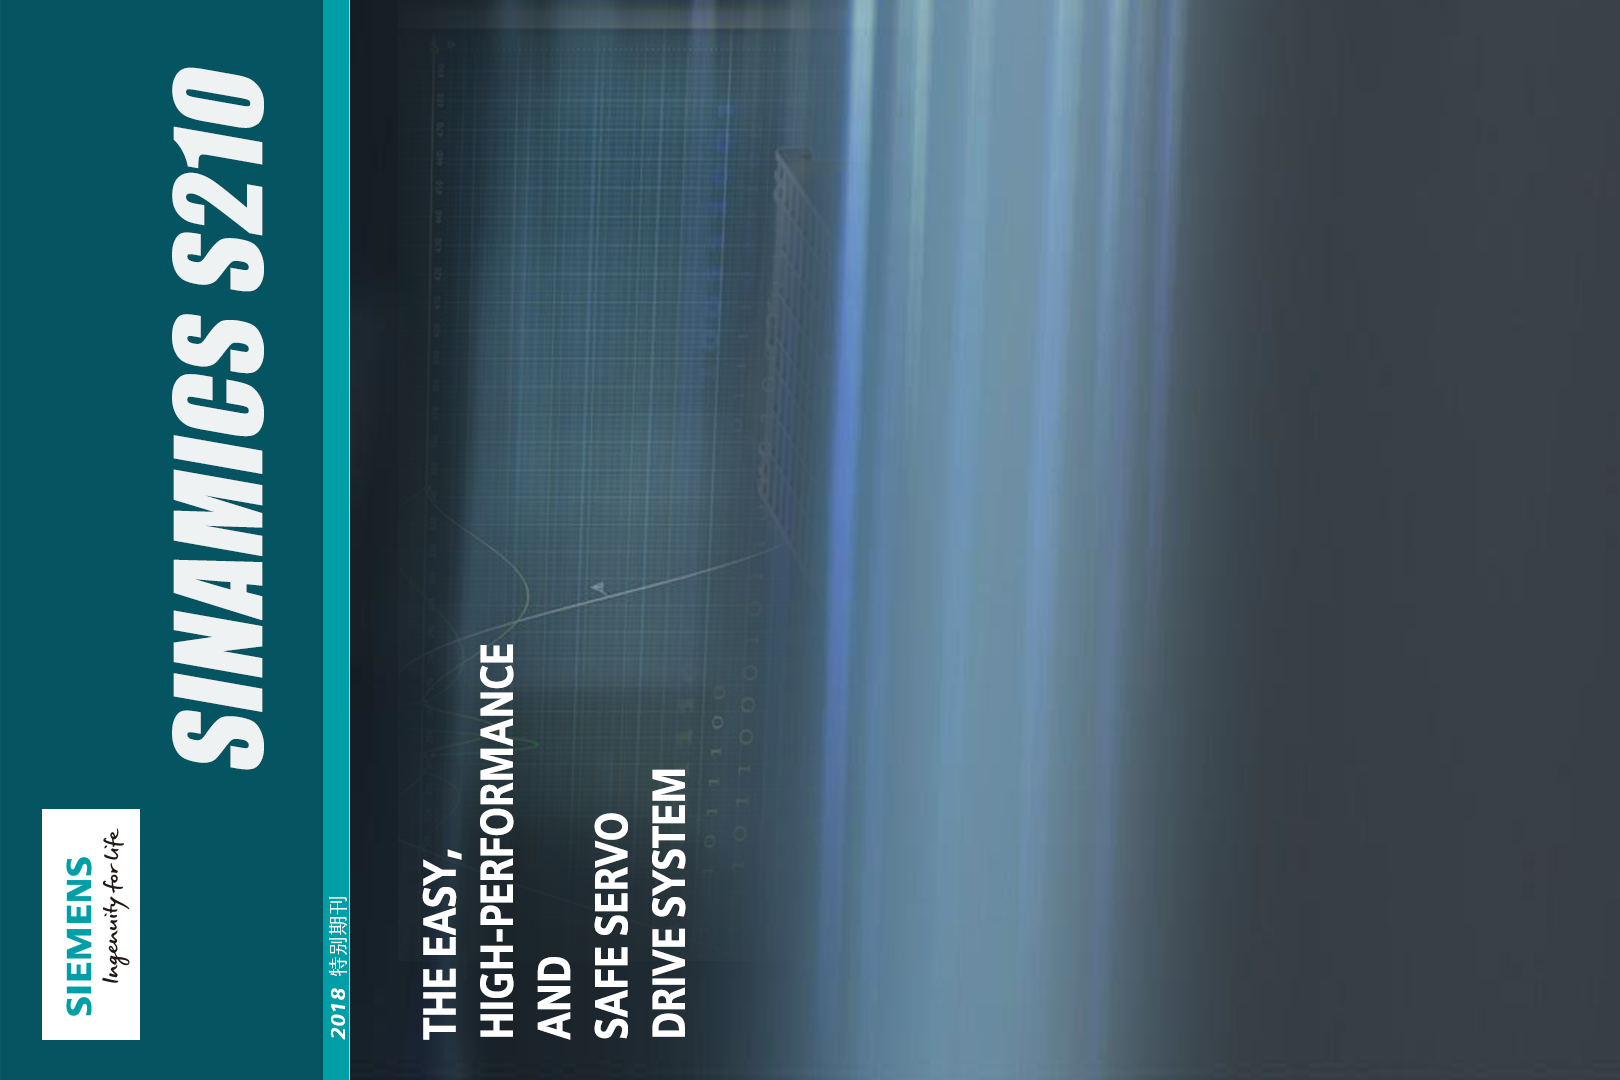 SIEMENS
Ingenuity for life
SINAMICS S210
2018 特别期刊
THE EASY,
HIGH-PERFORMANCE
AND
SAFE SERVO
DRIVE SYSTEM